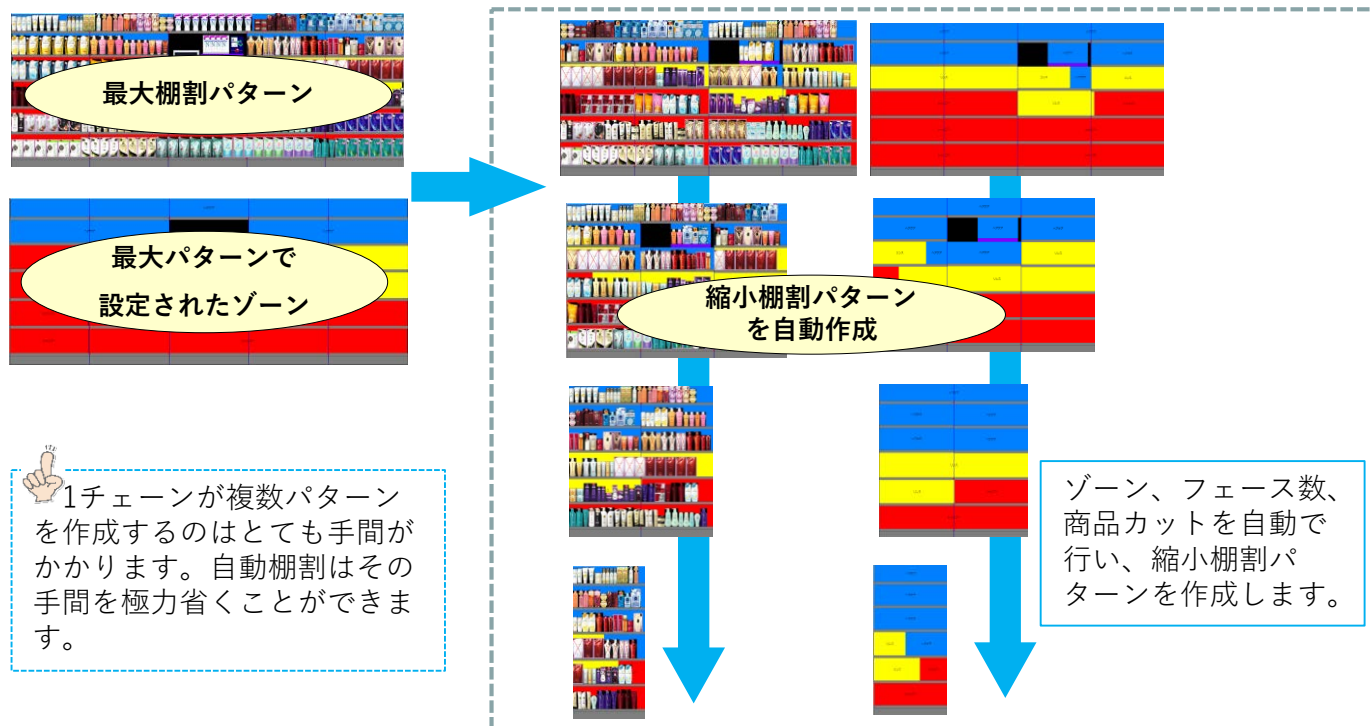 最大棚割パターン
最大パターンで
設定されたゾーン
縮小棚割パターン
を自動作成
1チェーンが複数パターン
を作成するのはとても手間が
かかります。自動棚割はその
手間を極力省くことができま
す。
ゾーン、フェース数、
商品カットを自動で
行い、縮小棚割パ
ターンを作成します。